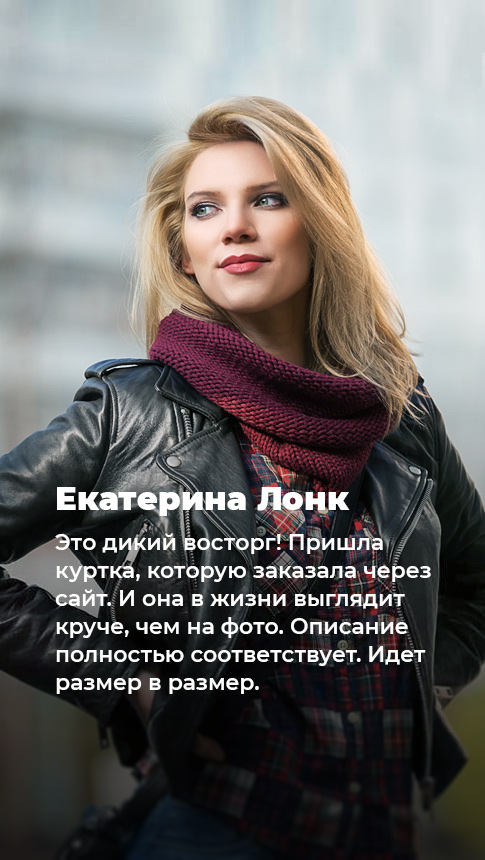 Екатерина Лонк
Это дикий восторг! Пришла
куртка, которую заказала через
сайт. И она в жизни выглядит
круче, чем на фото. Описание
полностью соответствует. Идет
размер в размер.